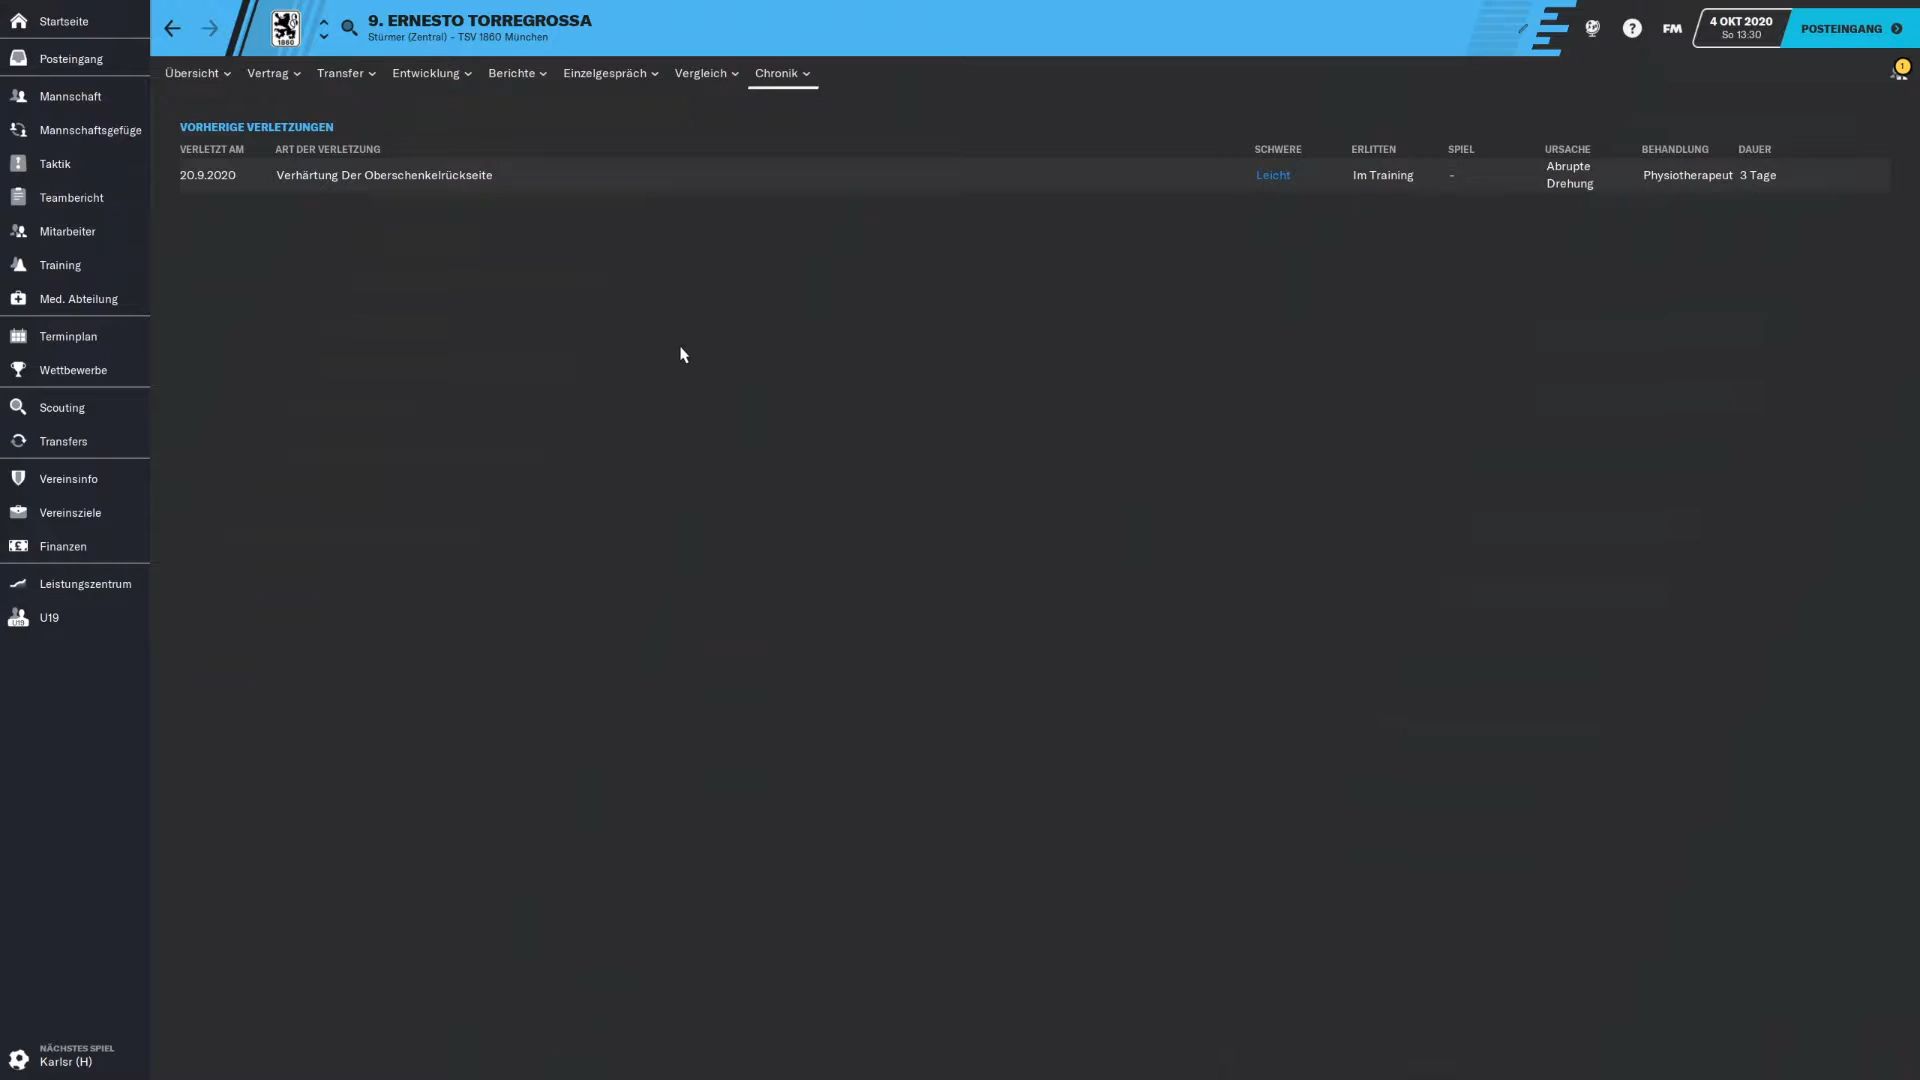 Startseite
Posteingang
Mannschaft
Mannschaftsgefüge
Taktik
Teambericht
Mitarbeiter
Training
Med. Abteilung
Terminplan
Wettbewerbe
Scouting
Transfers
Vereinsinfo
Vereinsziele
Finanzen
Leistungszentrum
U19
U19
NÄCHSTES SPIEL
Karlsr (H)
1860
9. ERNESTO TORREGROSSA
Stürmer (Zentral) - TSV 1860 München
?
FM
4 OKT 2020
So 13:30
POSTEINGANG
Übersicht Vertrag Transfer Entwicklung Berichte Einzelgespräch Vergleich Chronik
1
VORHERIGE VERLETZUNGEN
VERLETZT AM ART DER VERLETZUNG SCHWERE ERLITTEN SPIEL URSACHE BEHANDLUNG DAUER
20.9.2020 Verhärtung Der Oberschenkelrückseite Leicht Im Training - Abrupte
Drehung Physiotherapeut 3 Tage